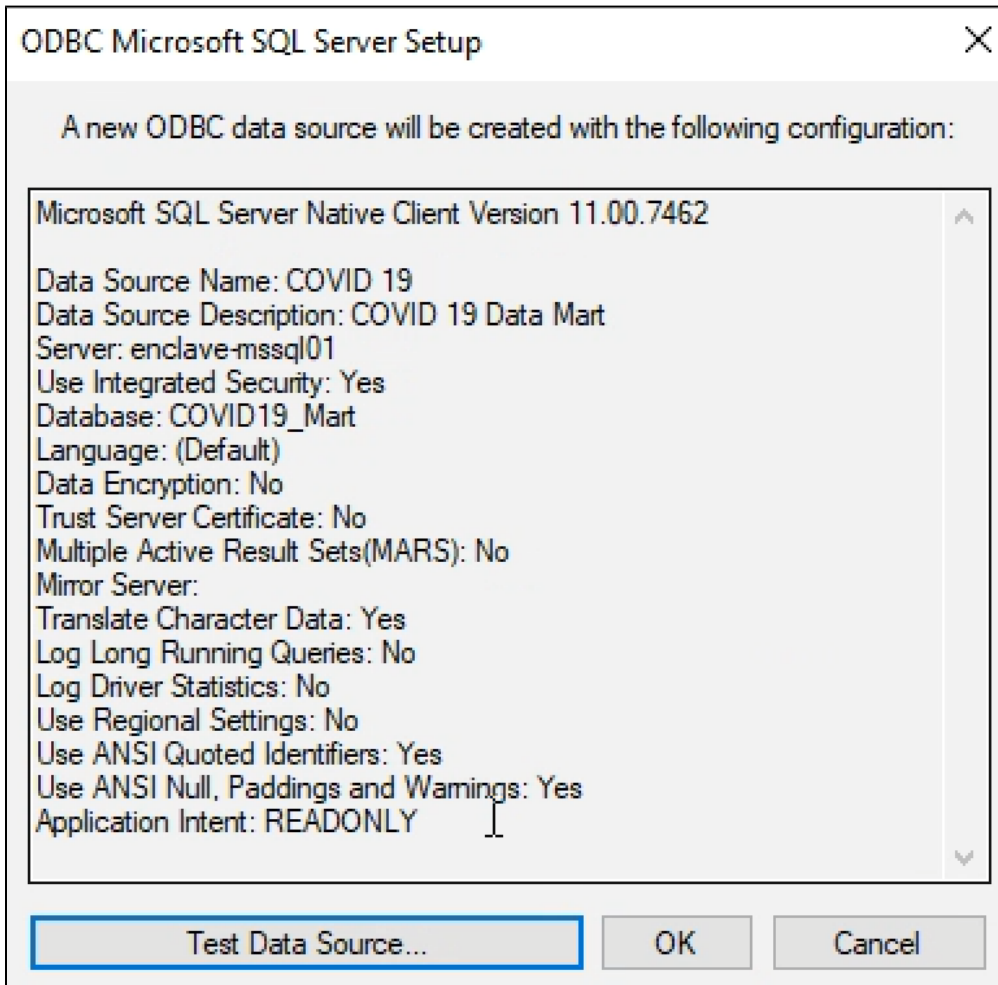 ODBC Microsoft SQL Server Setup
A new ODBC data source will be created with the following configuration:
Microsoft SQL Server Native Client Version 11.00.7462
Data Source Name: COVID 19
Data Source Description: COVID 19 Data Mart
Server: enclave-mssql01
Use Integrated Security: Yes
Database: COVID19_Mart
Language: (Default)
Data Encryption: No
Trust Server Certificate: No
Multiple Active Result Sets(MARS): No
Mirror Server:
Translate Character Data: Yes
Log Long Running Queries: No
Log Driver Statistics: No
Use Regional Settings: No
Use ANSI Quoted Identifiers: Yes
Use ANSI Null, Paddings and Warnings: Yes
Application Intent: READONLY
Test Data Source... OK Cancel